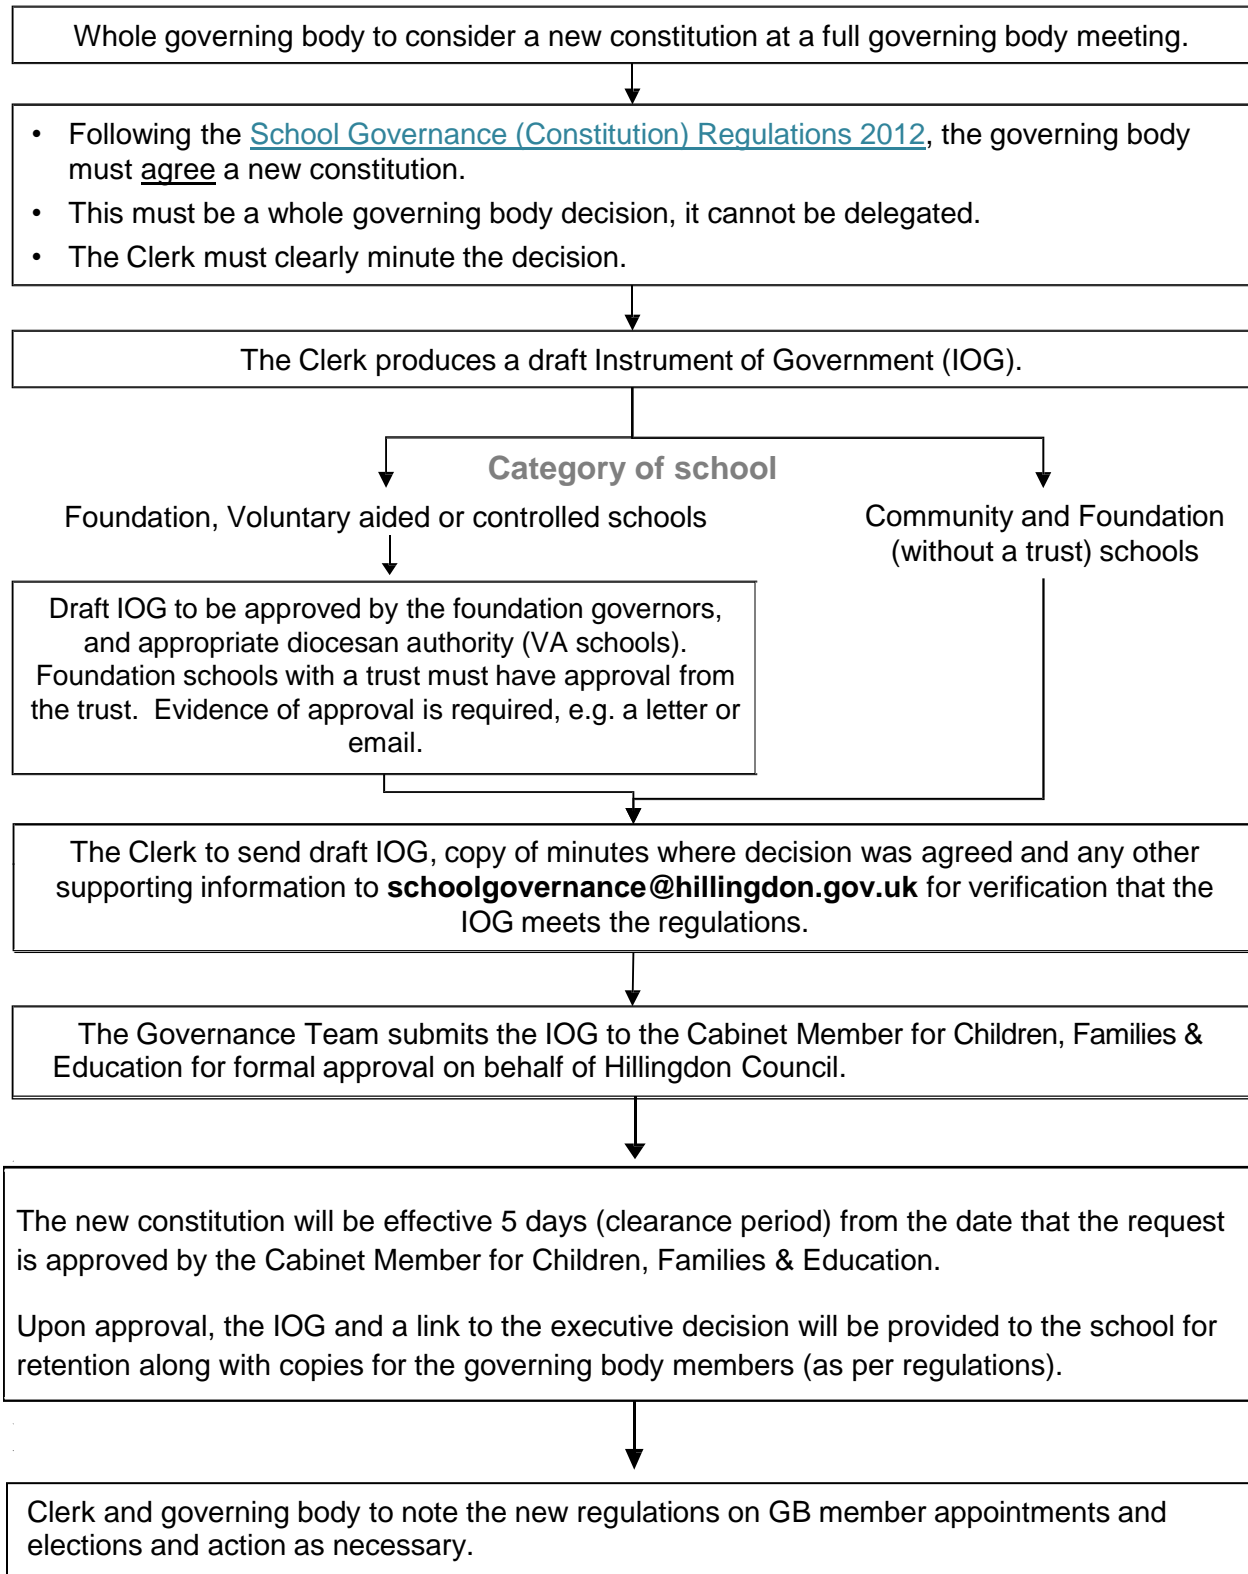 Whole governing body to consider a new constitution at a full governing body meeting.
• Following the School Governance (Constitution) Regulations 2012, the governing body
must agree a new constitution.
• This must be a whole governing body decision, it cannot be delegated.
• The Clerk must clearly minute the decision.
The Clerk produces a draft Instrument of Government (IOG).
Category of school
Foundation, Voluntary aided or controlled schools
Community and Foundation
(without a trust) schools
Draft IOG to be approved by the foundation governors,
and appropriate diocesan authority (VA schools).
Foundation schools with a trust must have approval from
the trust. Evidence of approval is required, e.g. a letter or
email.
The Clerk to send draft IOG, copy of minutes where decision was agreed and any other
supporting information to schoolgovernance@hillingdon.gov.uk for verification that the
IOG meets the regulations.
The Governance Team submits the IOG to the Cabinet Member for Children, Families &
Education for formal approval on behalf of Hillingdon Council.
The new constitution will be effective 5 days (clearance period) from the date that the request
is approved by the Cabinet Member for Children, Families & Education.
Upon approval, the IOG and a link to the executive decision will be provided to the school for
retention along with copies for the governing body members (as per regulations).
Clerk and governing body to note the new regulations on GB member appointments and
elections and action as necessary.